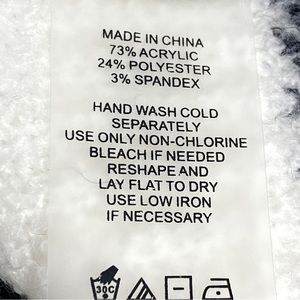 MADE IN CHINA
73% ACRYLIC
24% POLYESTER
3% SPANDEX
HAND WASH COLD
SEPARATELY
USE ONLY NON-CHLORINE
BLEACH IF NEEDED
RESHAPE AND
LAY FLAT TO DRY
USE LOW IRON
IF NECESSARY
30C